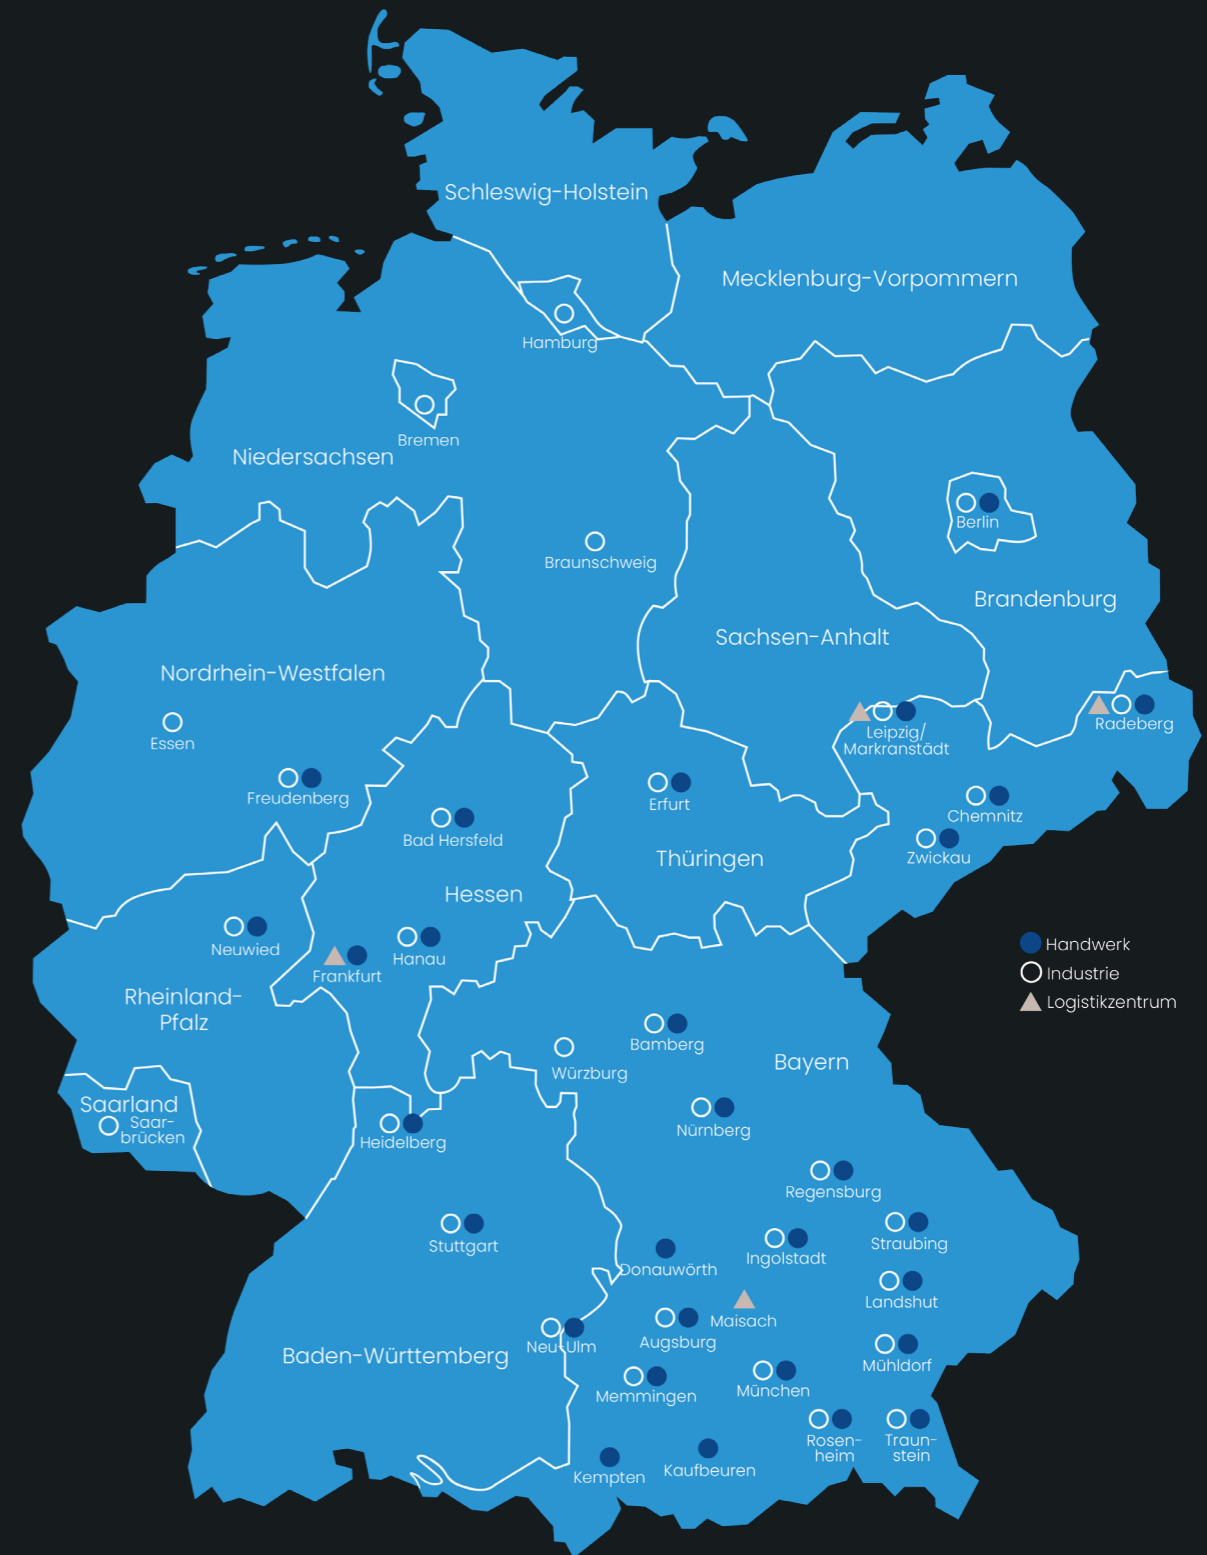 Schleswig-Holstein
Mecklenburg-Vorpommern
Hamburg
Bremen
Niedersachsen
Berlin
Braunschweig
Brandenburg
Sachsen-Anhalt
Nordrhein-Westfalen
Essen
Radeberg
Leipzig/
Markranstädt
Freudenberg
Erfurt
Chemnitz
Bad Hersfeld
Zwickau
Thüringen
Hessen
Neuwied
Hanau
Frankfurt
Handwerk
Industrie
Logistikzentrum
Rheinland-
Pfalz
Bamberg
Bayern
Würzburg
Saarland
Saar-
brücken
Heidelberg
Nürnberg
Regensburg
Stuttgart
Straubing
Ingolstadt
Donauwörth
Landshut
Maisach
Augsburg
Neu-Ulm
Baden-Württemberg
Mühldorf
München
Memmingen
Rosen-
heim
Traun-
stein
Kaufbeuren
Kempten